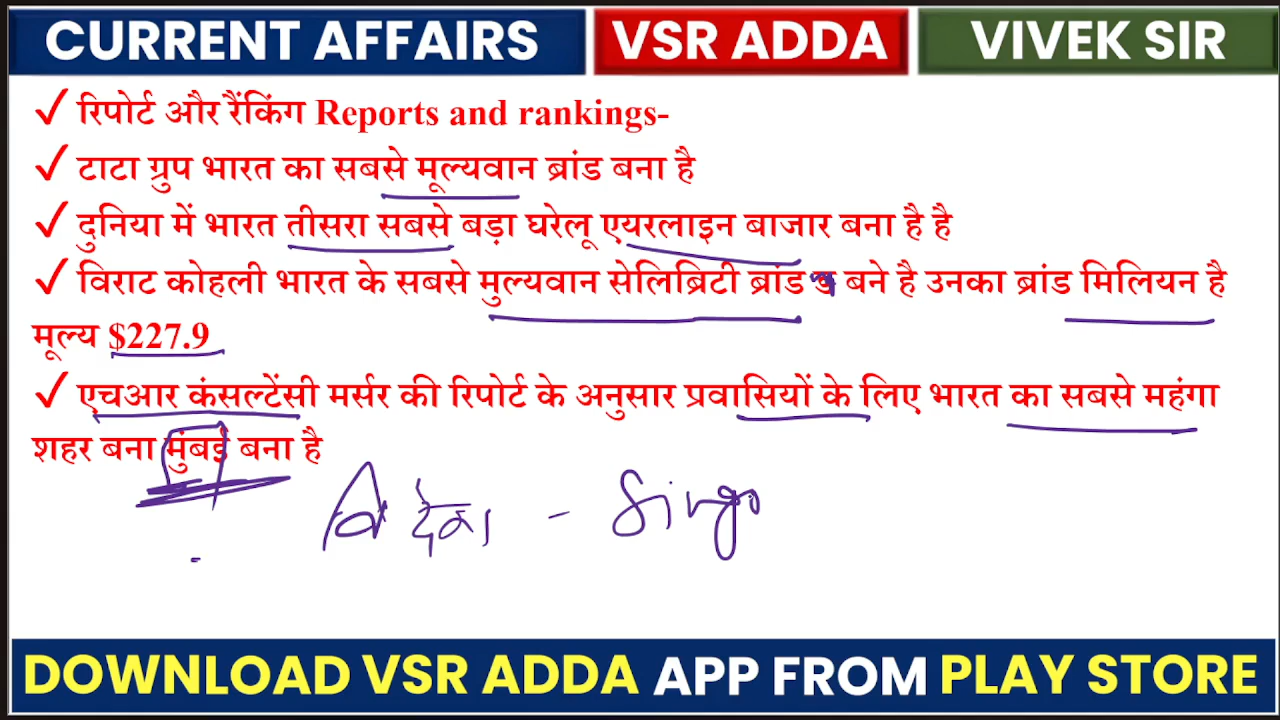 CURRENT AFFAIRS VSR ADDA VIVEK SIR
✓ रिपोर्ट और रैंकिंग Reports and rankings-
✓ टाटा ग्रुप भारत का सबसे मूल्यवान ब्रांड बना है
✓ दुनिया में भारत तीसरा सबसे बड़ा घरेलू एयरलाइन बाजार बना है है
✓ विराट कोहली भारत के सबसे मुल्यवान सेलिब्रिटी ब्रांड बने है उनका ब्रांड मिलियन है
मूल्य $227.9
✓ एचआर कंसल्टेंसी मर्सर की रिपोर्ट के अनुसार प्रवासियों के लिए भारत का सबसे महंगा
शहर बना मुंबई बना है
DOWNLOAD VSR ADDA APP FROM PLAY STORE